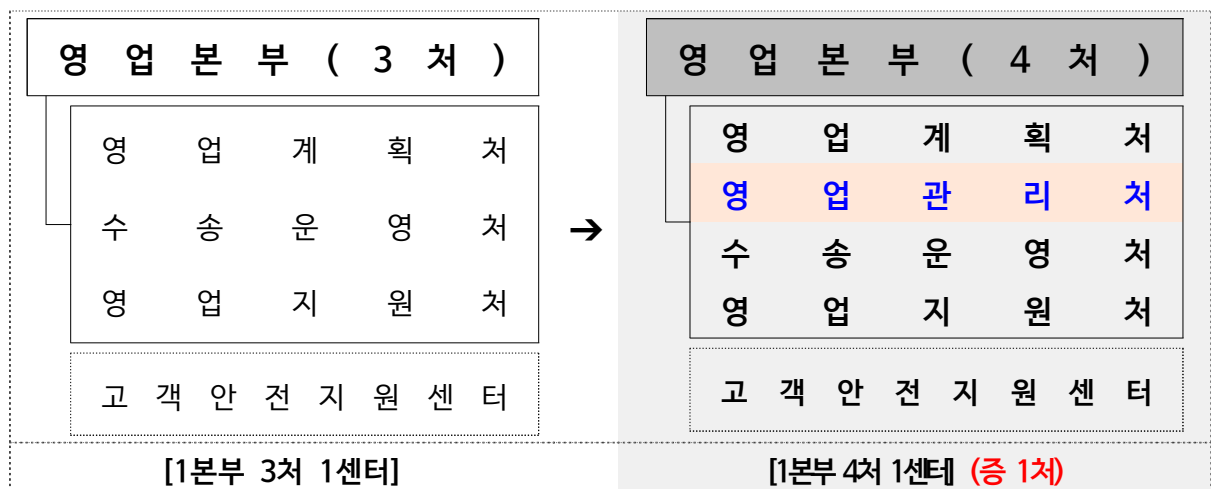 영업본부(3처)
영업계획처
수송운영처
영업지원처
고객안전지원센터
[1본부 3처 1센터]
➔
영업본부(4처)
영업계획처
영업관리처
수송운영처
영업지원처
고객안전지원센터
[1본부 4처 1센터] (증 1처)